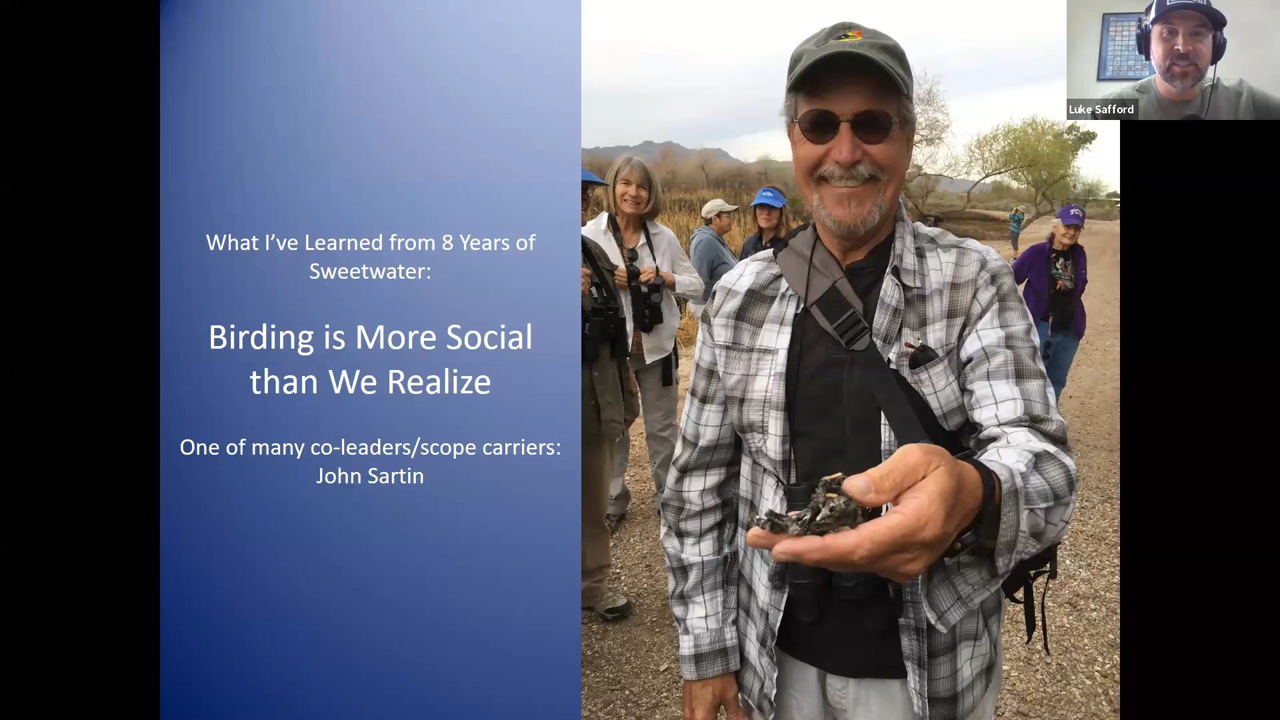 What I've Learned from 8 Years of
Sweetwater:
Birding is More Social
than We Realize
One of many co-leaders/scope carriers:
John Sartin
Luke Safford